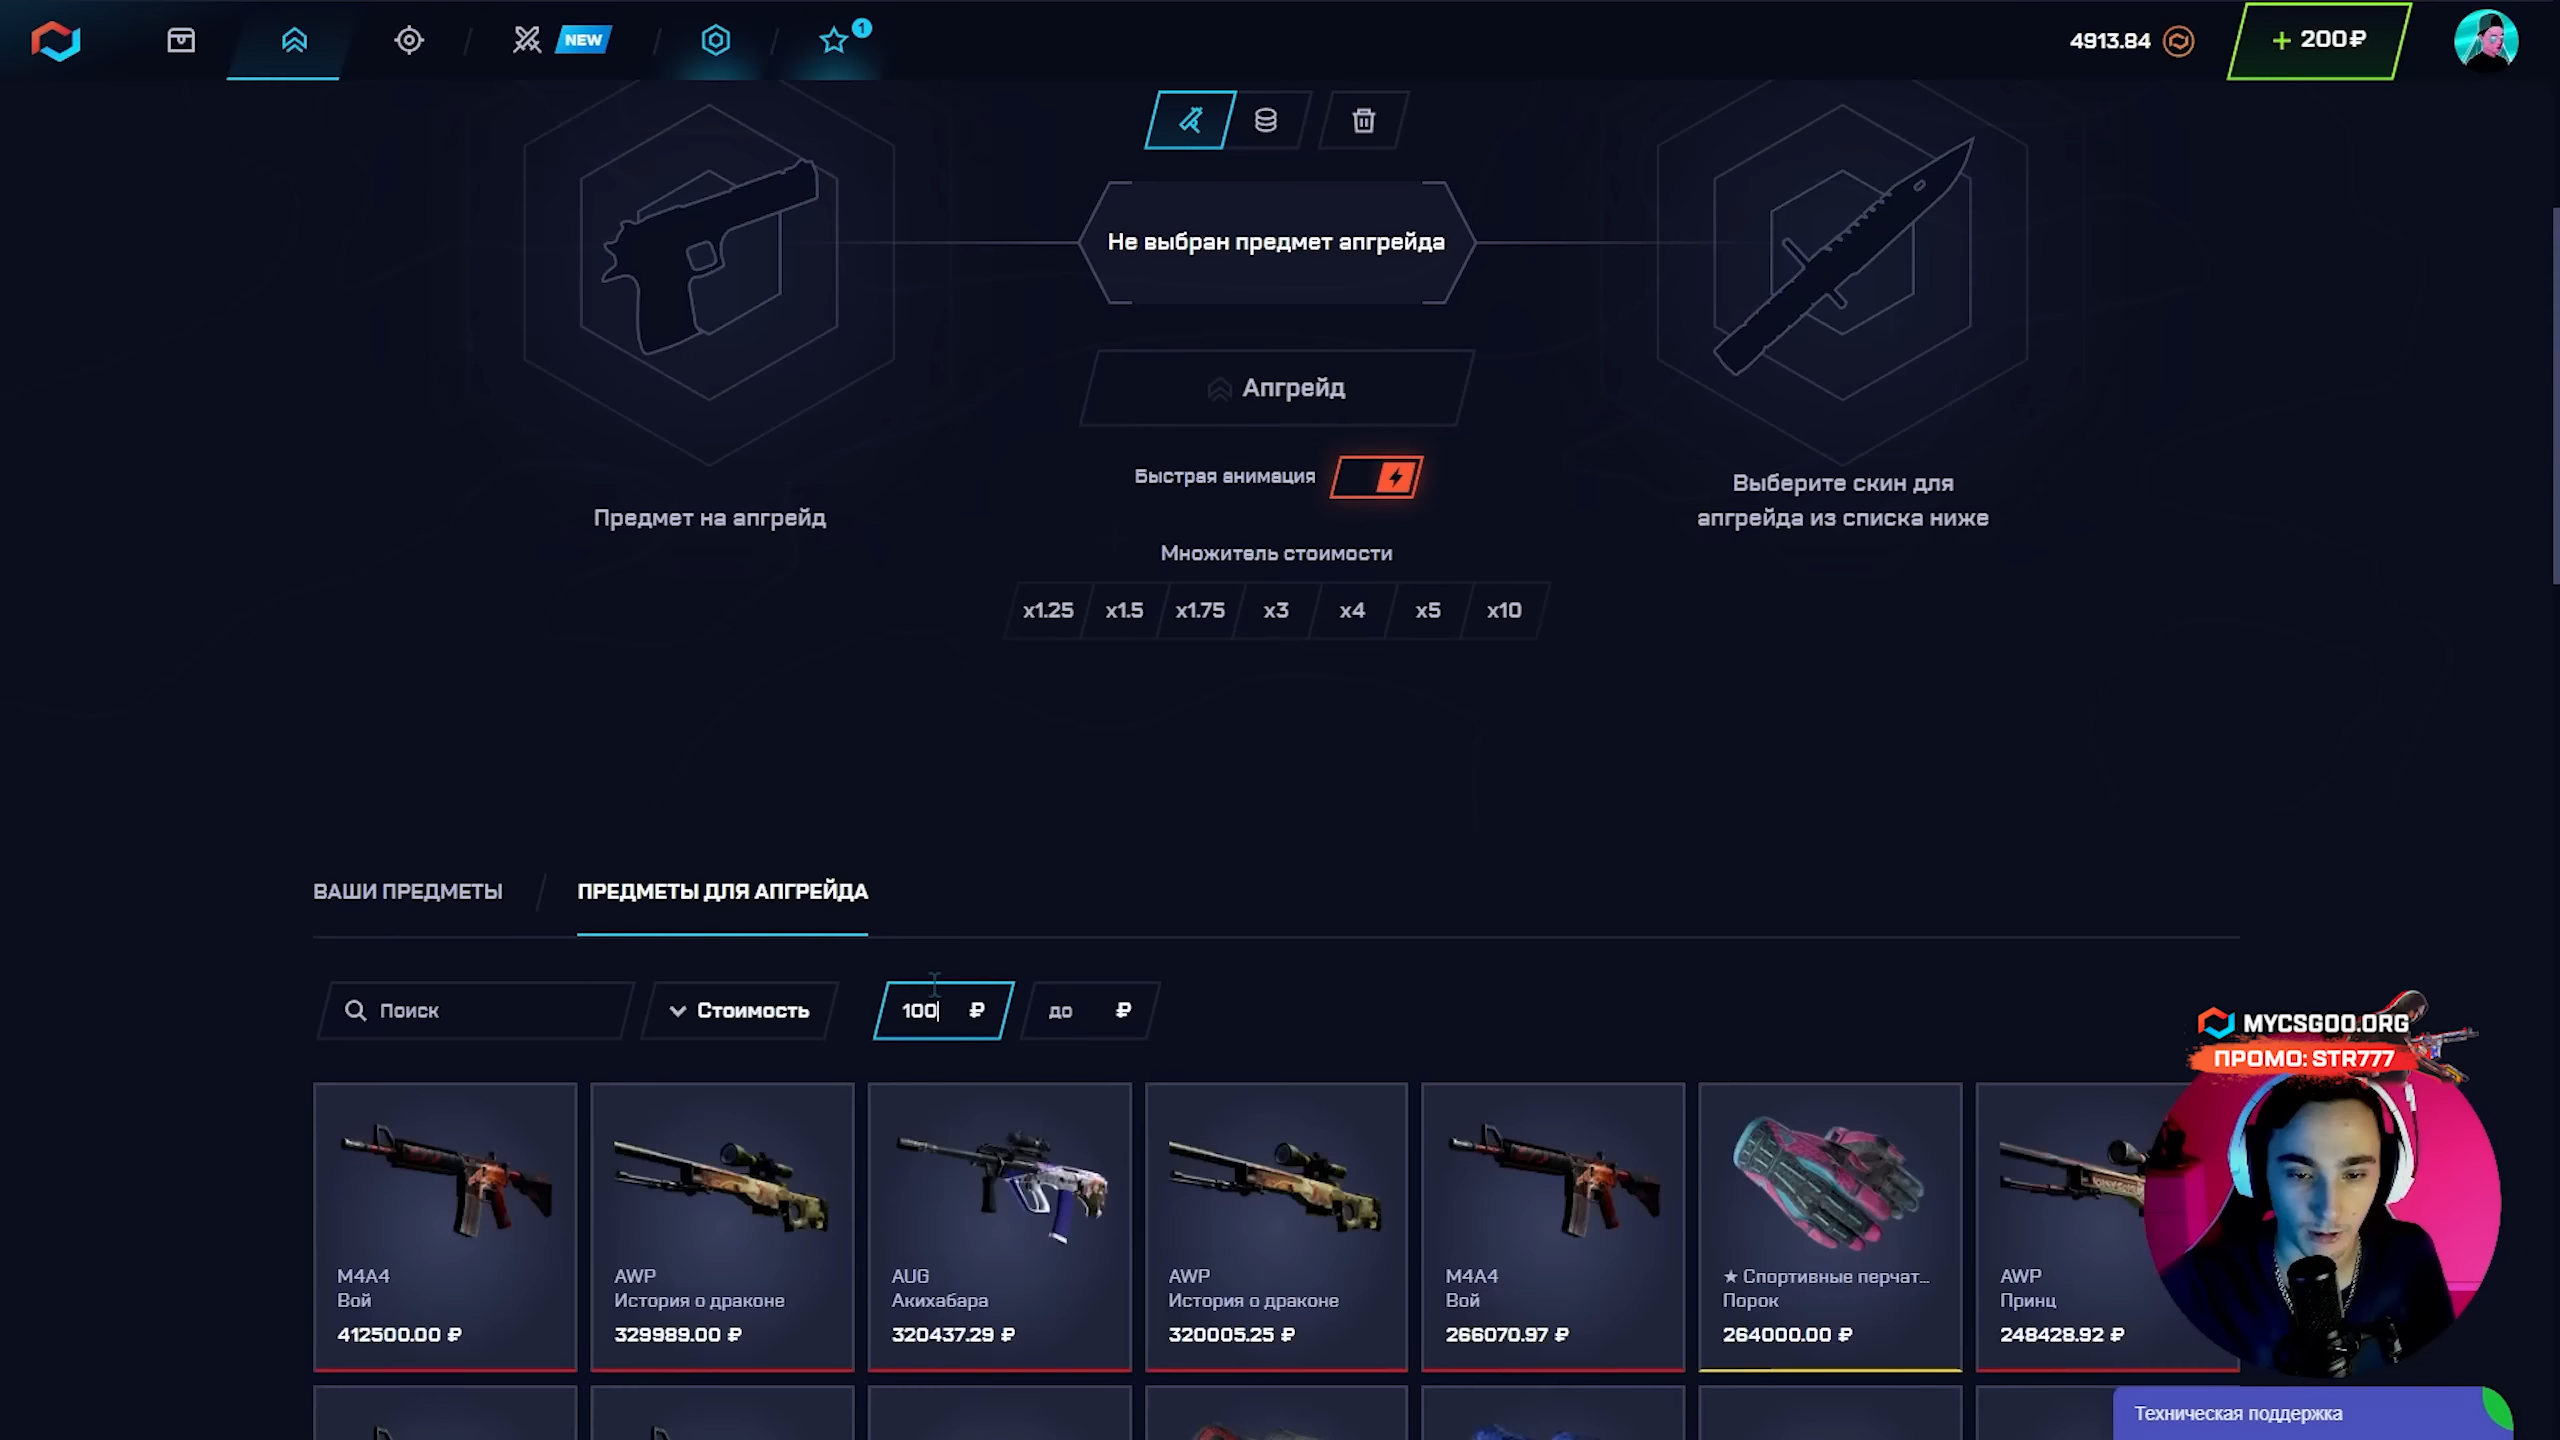 NEW
1
4913.84
+ 200₽
Не выбран предмет апгрейда
Апгрейд
Быстрая анимация
Предмет на апгрейд
Выберите скин для
апгрейда из списка ниже
Множитель стоимости
x1.25 x1.5 x1.75 x3 x4 x5 x10
ВАШИ ПРЕДМЕТЫ / ПРЕДМЕТЫ ДЛЯ АПГРЕЙДА
Поиск
Стоимость
100 ₽
до ₽
MYCSGOO.ORG
ПРОМО: STR777
M4A4
Вой
412500.00 ₽
AWP
История о драконе
329989.00 ₽
AUG
Акихабара
320437.29 ₽
AWP
История о драконе
320005.25 ₽
M4A4
Вой
266070.97 ₽
★ Спортивные перчат...
Порок
264000.00 ₽
AWP
Принц
248428.92 ₽
Техническая поддержка